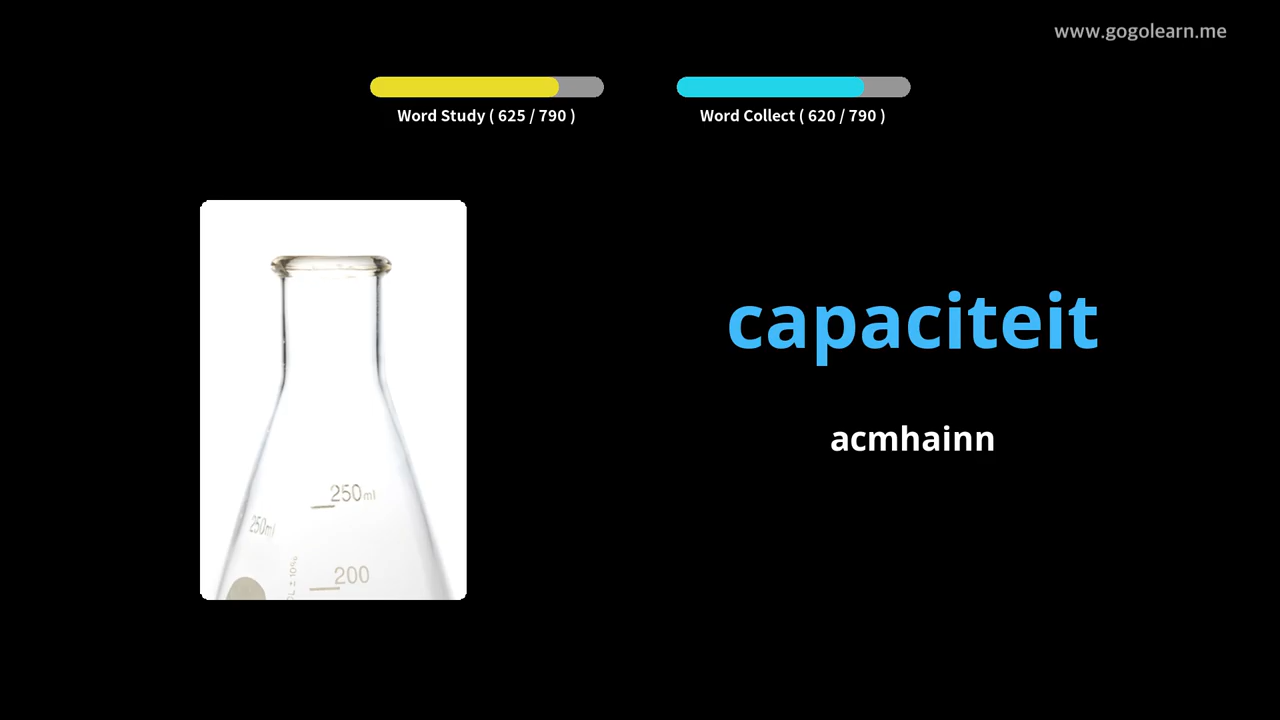 www.gogolearn.me
Word Study ( 625 / 790 )
Word Collect ( 620 / 790 )
capaciteit
acmhainn
250ml
250ml
200